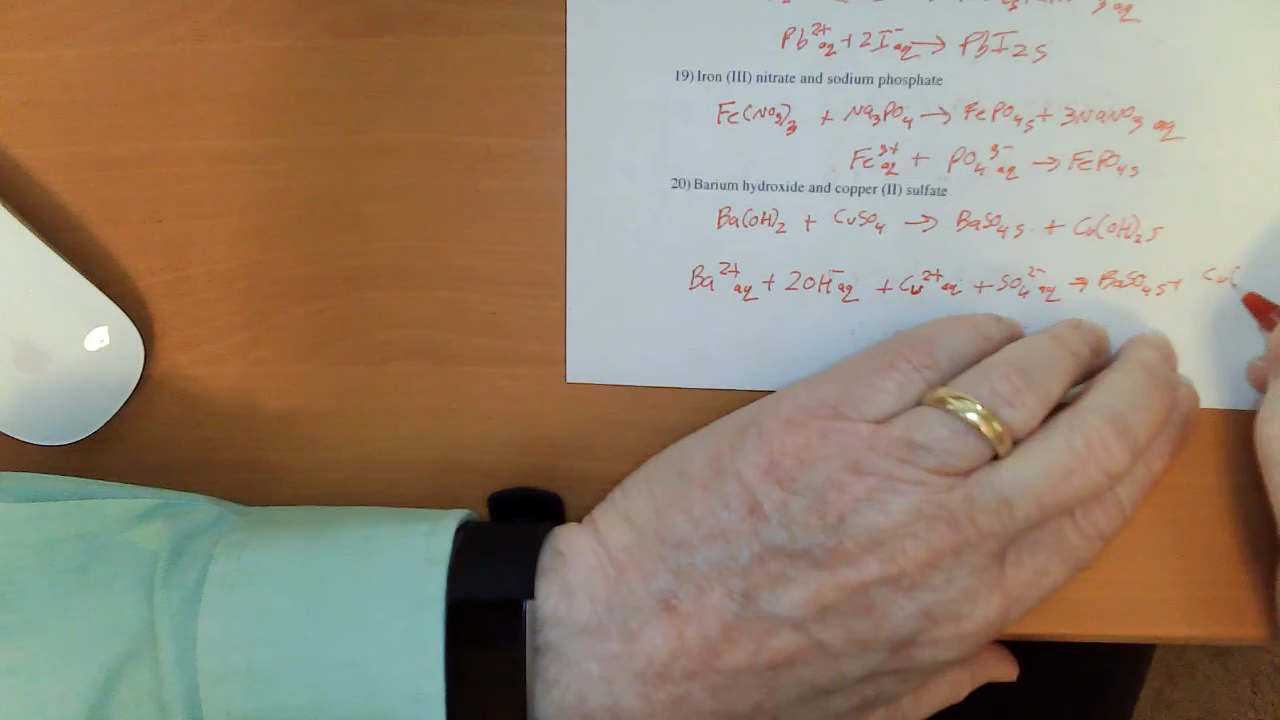 Pb²⁺aq + 2I⁻aq → PbI₂s
19) Iron (III) nitrate and sodium phosphate
Fe(NO₃)₃ + Na₃PO₄ → FePO₄s + 3NaNO₃ aq
Fe³⁺aq + PO₄³⁻aq → FePO₄s
20) Barium hydroxide and copper (II) sulfate
Ba(OH)₂ + CuSO₄ → BaSO₄s + Cu(OH)₂s
Ba²⁺aq + 2OH⁻aq + Cu²⁺aq + SO₄²⁻aq → BaSO₄s + Cu(